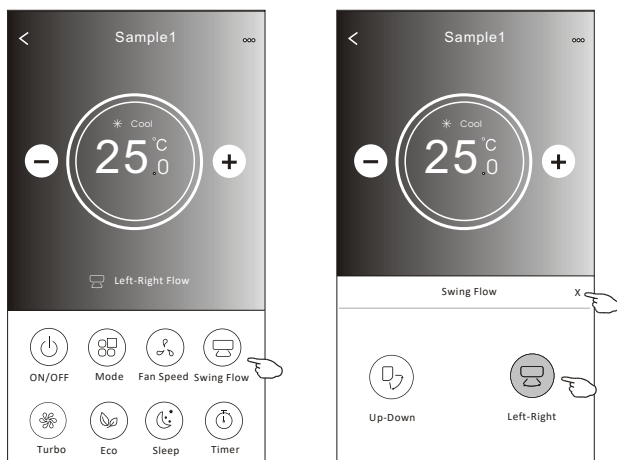 Sample1
Cool
25.0°C
Left-Right Flow
ON/OFF Mode Fan Speed Swing Flow
Turbo Eco Sleep Timer
Sample1
Cool
25.0°C
Swing Flow X
Up-Down Left-Right